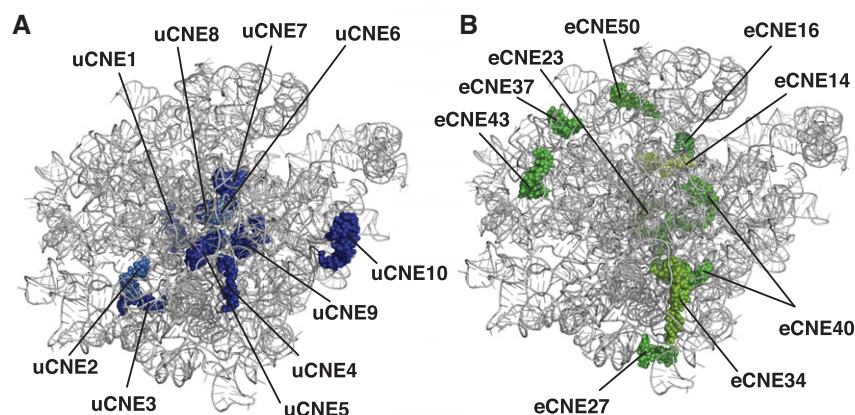 A
uCNE1
uCNE8
uCNE7
uCNE6
uCNE10
uCNE9
uCNE2
uCNE4
uCNE3
uCNE5
B
eCNE50
eCNE16
eCNE23
eCNE37
eCNE14
eCNE43
eCNE40
eCNE34
eCNE27